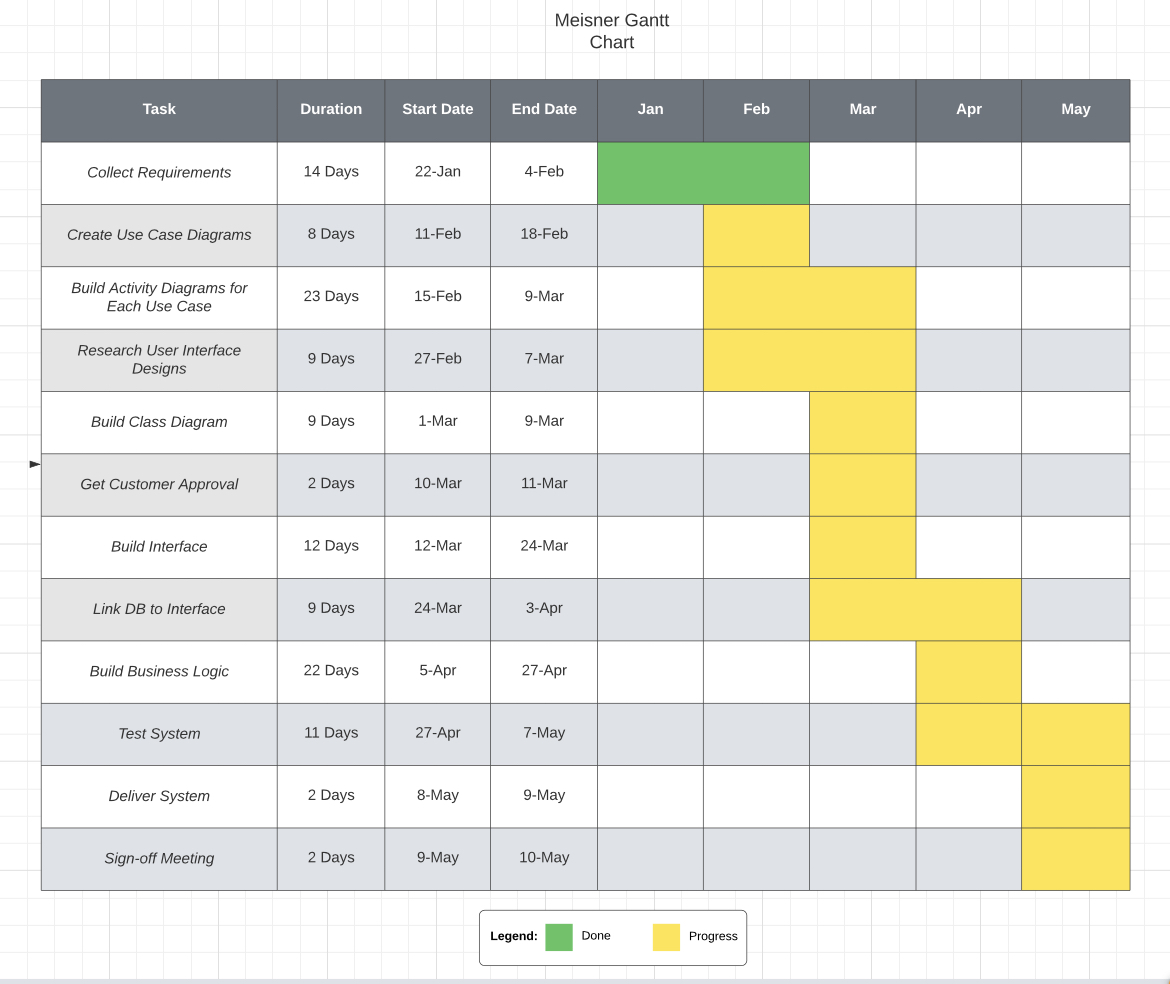 Meisner Gantt
Chart
Task Duration Start Date End Date Jan Feb Mar Apr May
Collect Requirements 14 Days 22-Jan 4-Feb
Create Use Case Diagrams 8 Days 11-Feb 18-Feb
Build Activity Diagrams for
Each Use Case 23 Days 15-Feb 9-Mar
Research User Interface
Designs 9 Days 27-Feb 7-Mar
Build Class Diagram 9 Days 1-Mar 9-Mar
Get Customer Approval 2 Days 10-Mar 11-Mar
Build Interface 12 Days 12-Mar 24-Mar
Link DB to Interface 9 Days 24-Mar 3-Apr
Build Business Logic 22 Days 5-Apr 27-Apr
Test System 11 Days 27-Apr 7-May
Deliver System 2 Days 8-May 9-May
Sign-off Meeting 2 Days 9-May 10-May
Legend: Done Progress